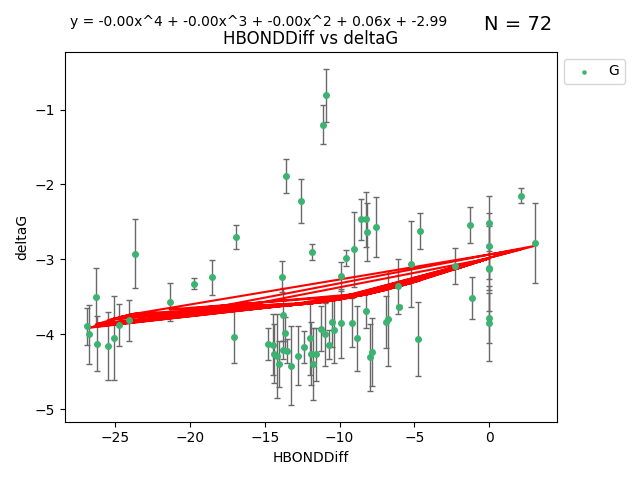 y = -0.00x^4 + -0.00x^3 + -0.00x^2 + 0.06x + -2.99
N = 72
HBONDDiff vs deltaG
G
deltaG
−1
−2
−3
−4
−5
−25
−20
−15
−10
−5
0
HBONDDiff